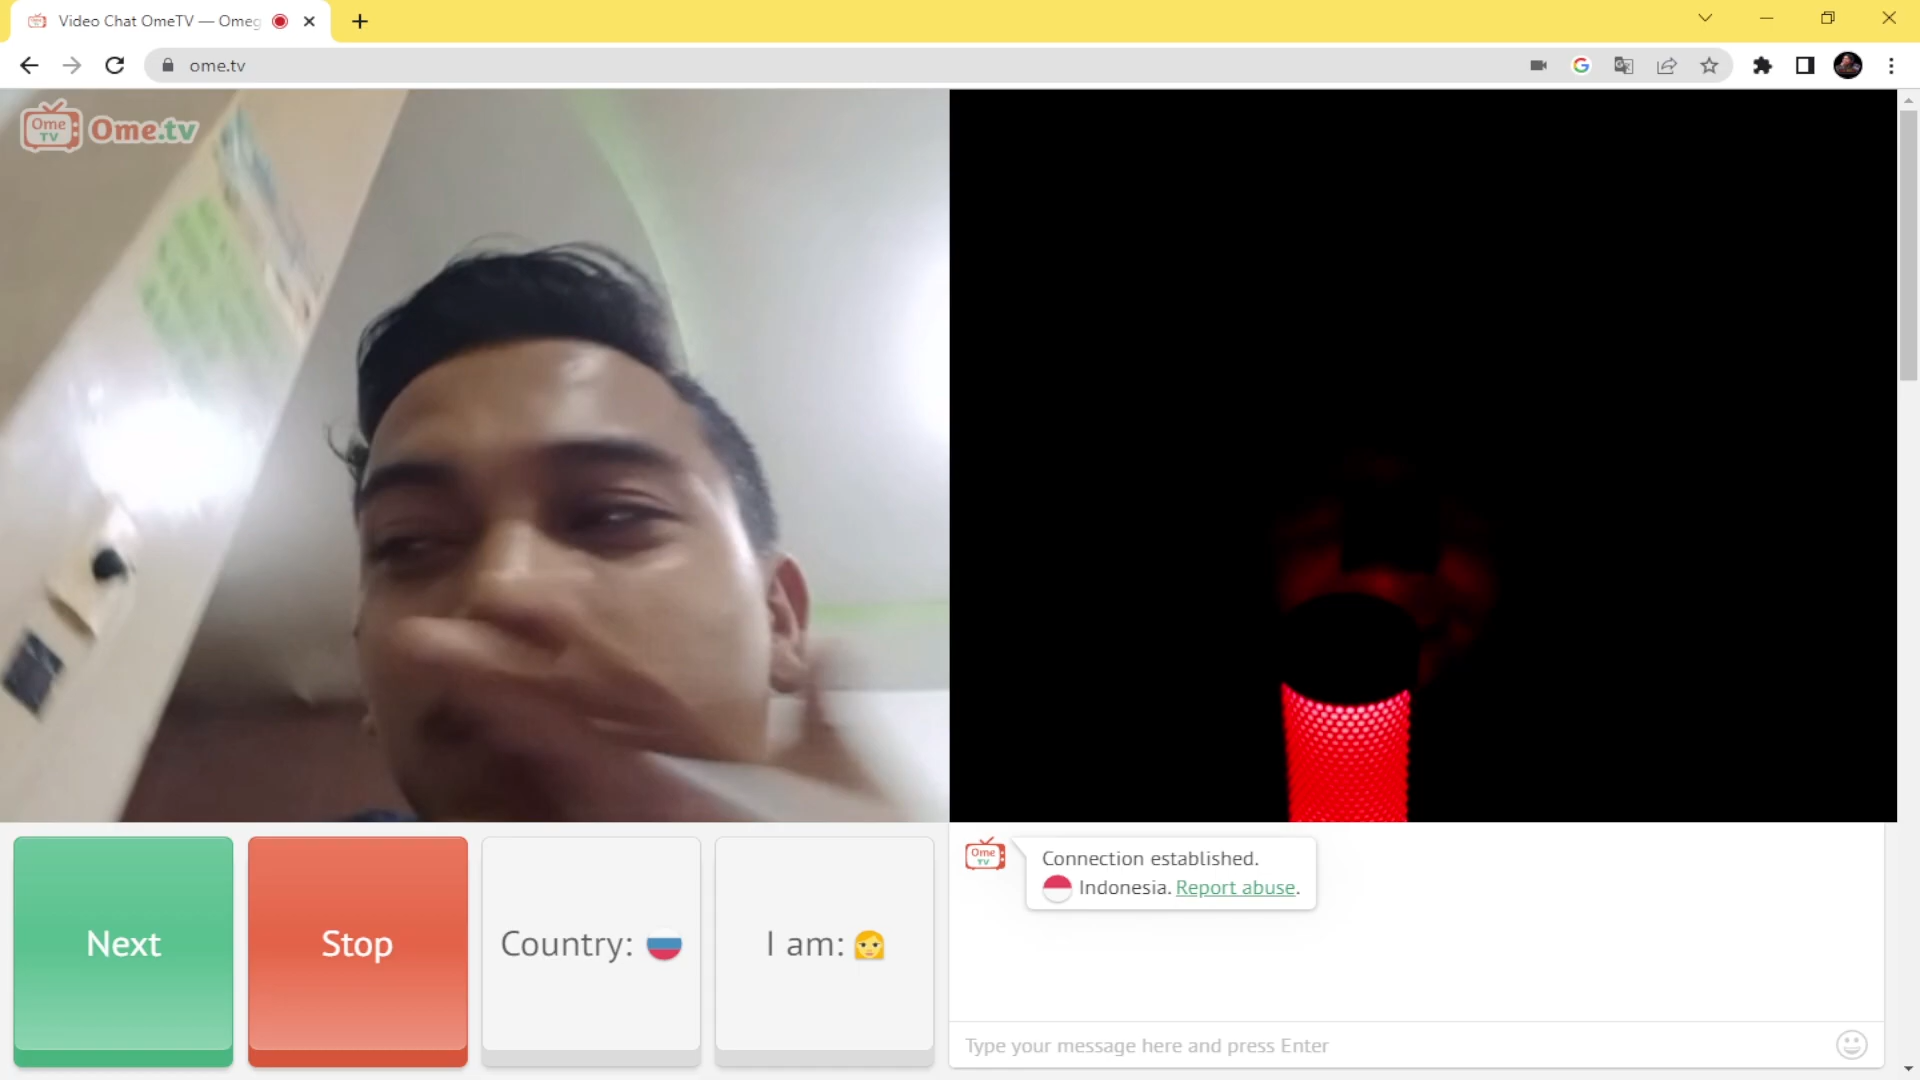 Video Chat OmeTV — Omeg
ome.tv
Ome TV
Ome.tv
Next
Stop
Country:
I am:
Ome TV
Connection established.
Indonesia. Report abuse.
Type your message here and press Enter